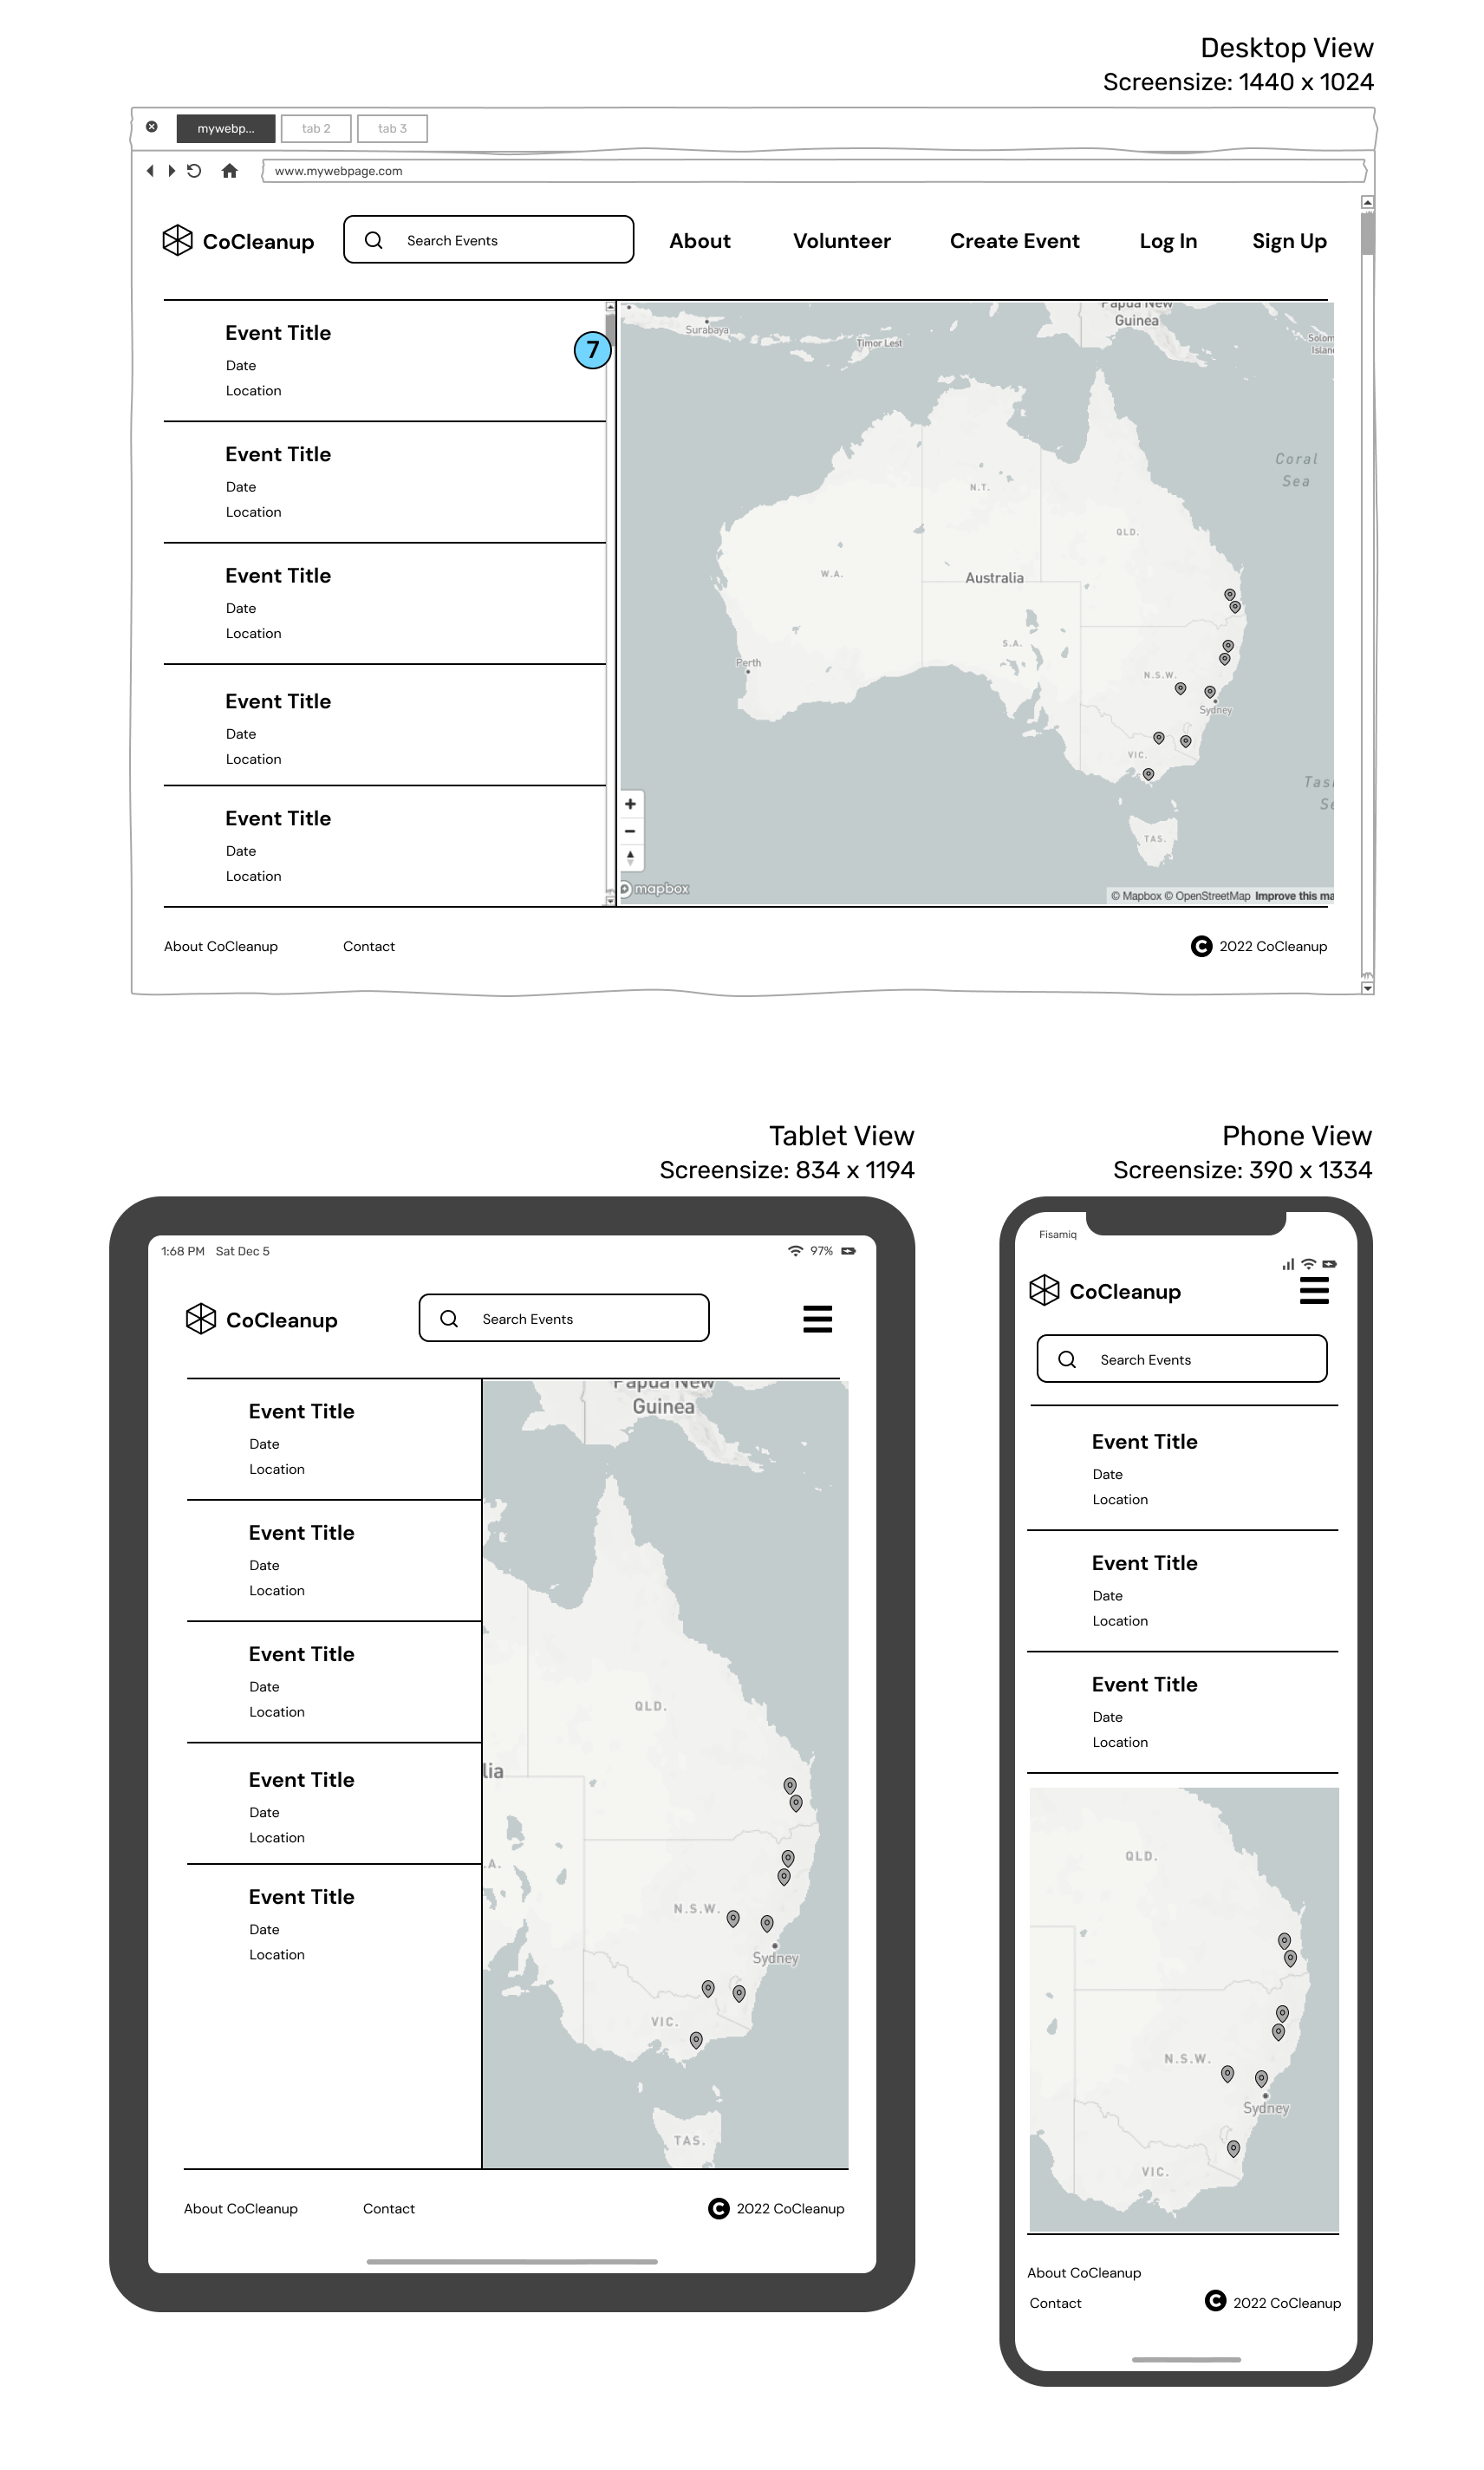 Desktop View
Screensize: 1440 x 1024
mywebp... tab 2 tab 3
www.mywebpage.com
CoCleanup Search Events About Volunteer Create Event Log In Sign Up
Event Title
Date
Location
Event Title
Date
Location
Event Title
Date
Location
Event Title
Date
Location
Event Title
Date
Location
7
Papua New
Guinea
Surabaya
Timor Lest
Solom
Island
Coral
Sea
N.T.
QLD.
W.A.
Australia
S.A.
Perth
N.S.W.
Sydney
VIC.
Tas
Se
TAS.
mapbox
© Mapbox © OpenStreetMap Improve this ma
About CoCleanup Contact C 2022 CoCleanup
Tablet View
Screensize: 834 x 1194
1:68 PM Sat Dec 5 97%
CoCleanup Search Events
Event Title
Date
Location
Event Title
Date
Location
Event Title
Date
Location
Event Title
Date
Location
Event Title
Date
Location
Papua New
Guinea
QLD.
lia
.A.
N.S.W.
Sydney
VIC.
TAS.
About CoCleanup Contact C 2022 CoCleanup
Phone View
Screensize: 390 x 1334
Fisamiq
CoCleanup
Search Events
Event Title
Date
Location
Event Title
Date
Location
Event Title
Date
Location
QLD.
N.S.W.
Sydney
VIC.
About CoCleanup
Contact C 2022 CoCleanup